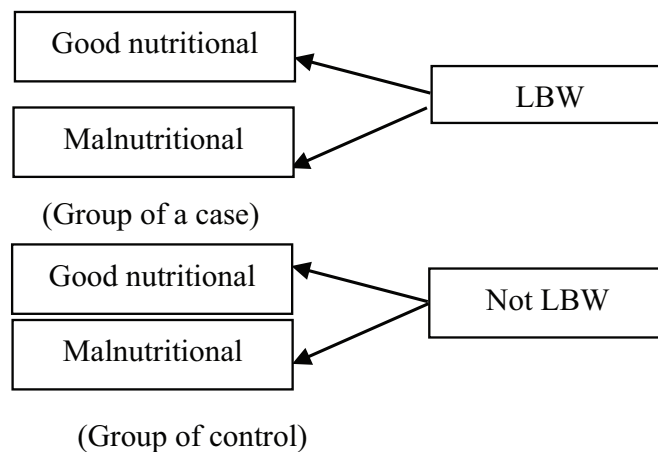 Good nutritional
LBW
Malnutritional
(Group of a case)
Good nutritional
Not LBW
Malnutritional
(Group of control)